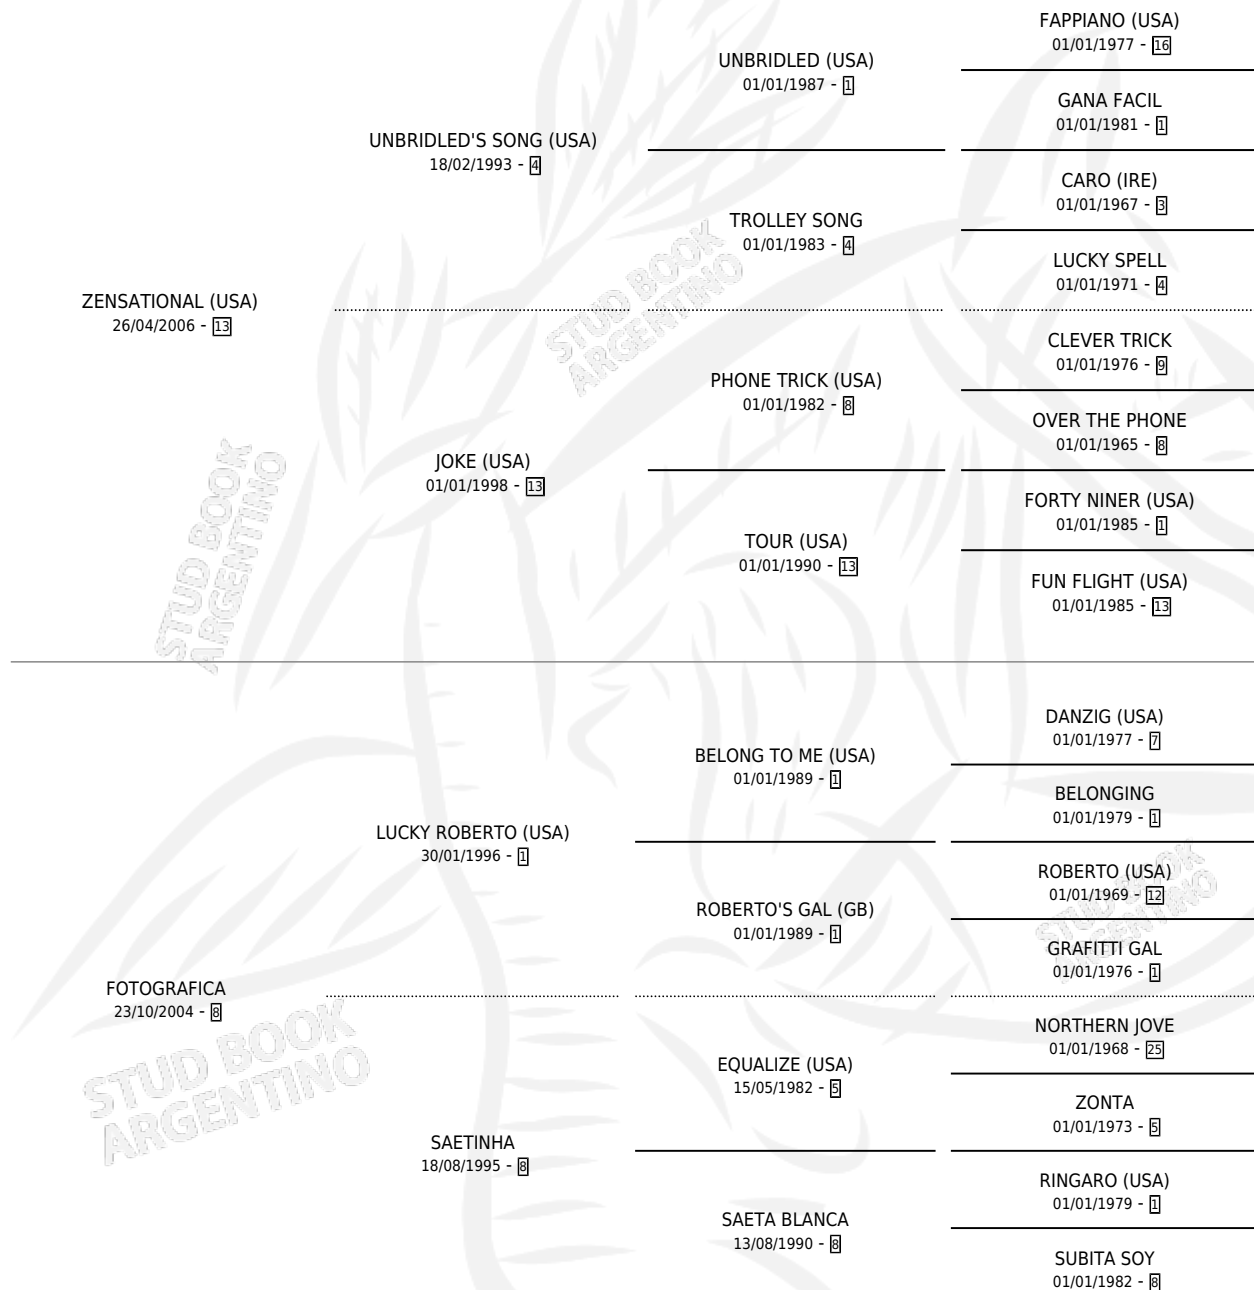 FAPPIANO (USA)
01/01/1977 - 16
UNBRIDLED (USA)
01/01/1987 - 1
GANA FACIL
01/01/1981 - 1
UNBRIDLED'S SONG (USA)
18/02/1993 - 4
CARO (IRE)
01/01/1967 - 3
TROLLEY SONG
01/01/1983 - 4
LUCKY SPELL
01/01/1971 - 4
ZENSATIONAL (USA)
26/04/2006 - 13
CLEVER TRICK
01/01/1976 - 9
PHONE TRICK (USA)
01/01/1982 - 8
OVER THE PHONE
01/01/1965 - 8
JOKE (USA)
01/01/1998 - 13
FORTY NINER (USA)
01/01/1985 - 1
TOUR (USA)
01/01/1990 - 13
FUN FLIGHT (USA)
01/01/1985 - 13
DANZIG (USA)
01/01/1977 - 7
BELONG TO ME (USA)
01/01/1989 - 1
BELONGING
01/01/1979 - 1
LUCKY ROBERTO (USA)
30/01/1996 - 1
ROBERTO (USA)
01/01/1969 - 12
ROBERTO'S GAL (GB)
01/01/1989 - 1
GRAFITTI GAL
01/01/1976 - 1
FOTOGRAFICA
23/10/2004 - 8
NORTHERN JOVE
01/01/1968 - 25
EQUALIZE (USA)
15/05/1982 - 5
ZONTA
01/01/1973 - 5
SAETINHA
18/08/1995 - 8
RINGARO (USA)
01/01/1979 - 1
SAETA BLANCA
13/08/1990 - 8
SUBITA SOY
01/01/1982 - 8
STUD BOOK
ARGENTINO
STUD BOOK
ARGENTINO
STUD BOOK
ARGENTINO
STUD BOOK
ARGENTINO